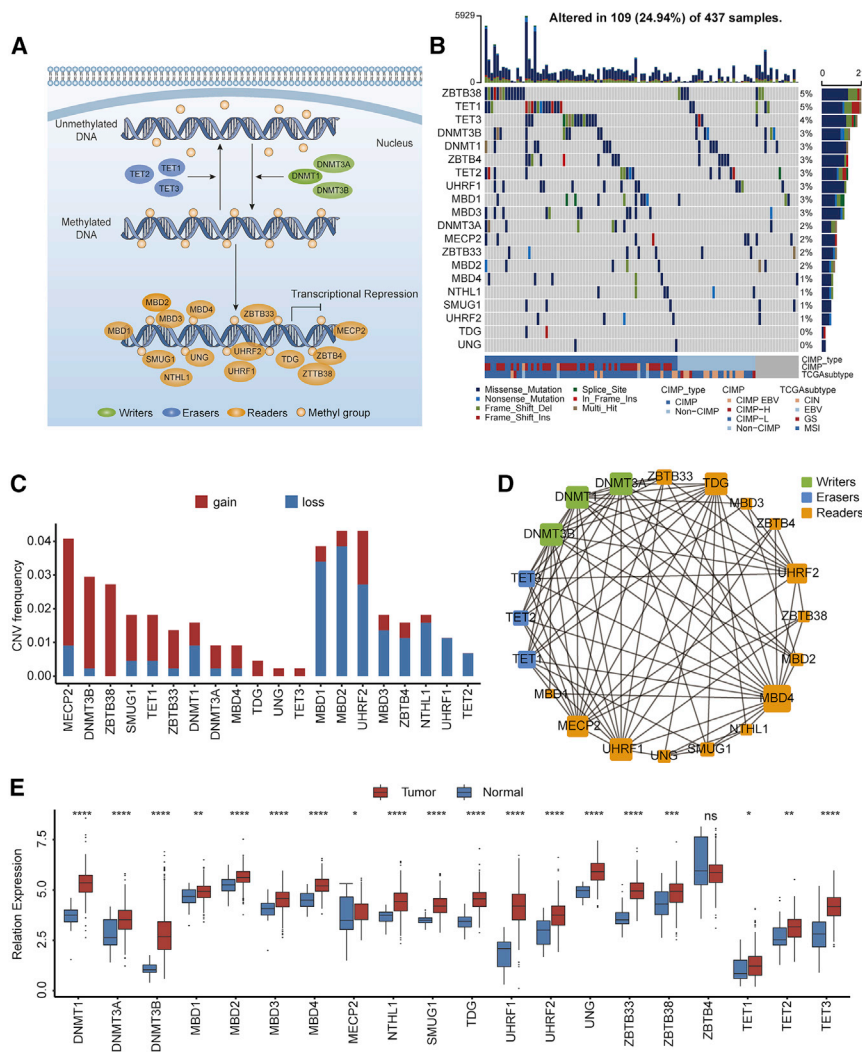 A
Unmethylated
DNA
Nucleus
TET1
TET2
TET3
DNMT3A
DNMT1
DNMT3B
Methylated
DNA
Transcriptional Repression
MBD2
MBD4
MBD3
ZBTB33
MBD1
MECP2
SMUG1
UNG
UHRF2
TDG
ZBTB4
NTHL1
UHRF1
ZTTB38
Writers
Erasers
Readers
Methyl group
B
Altered in 109 (24.94%) of 437 samples.
5929
0
0 2
ZBTB38 5%
TET1 5%
TET3 4%
DNMT3B 3%
DNMT1 3%
ZBTB4 3%
TET2 3%
UHRF1 3%
MBD1 3%
MBD3 3%
DNMT3A 2%
MECP2 2%
ZBTB33 2%
MBD2 2%
MBD4 1%
NTHL1 1%
SMUG1 1%
UHRF2 1%
TDG 0%
UNG 0%
CIMP_type
CIMP
TCGAsubtype
Missense_Mutation
Nonsense_Mutation
Frame_Shift_Del
Frame_Shift_Ins
Splice_Site
In_Frame_Ins
Multi_Hit
CIMP_type
CIMP
Non-CIMP
CIMP
CIMP EBV
CIMP-H
CIMP-L
Non-CIMP
TCGAsubtype
CIN
EBV
GS
MSI
C
gain
loss
CNV frenquency
0.04
0.03
0.02
0.01
0.00
MECP2
DNMT3B
ZBTB38
SMUG1
TET1
ZBTB33
DNMT1
DNMT3A
MBD4
TDG
UNG
TET3
MBD1
MBD2
UHRF2
MBD3
ZBTB4
NTHL1
UHRF1
TET2
D
Writers
Erasers
Readers
ZBTB33
DNMT3A
TDG
DNMT1
MBD3
ZBTB4
DNMT3B
UHRF2
TET3
TET2
ZBTB38
TET1
MBD2
MBD1
MBD4
MECP2
NTHL1
UHRF1
SMUG1
UNG
E
Tumor
Normal
Relation Expression
7.5
5.0
2.5
0.0
**** **** **** ** **** **** **** * **** **** **** **** **** **** **** *** ns * ** ****
DNMT1
DNMT3A
DNMT3B
MBD1
MBD2
MBD3
MBD4
MECP2
NTHL1
SMUG1
TDG
UHRF1
UHRF2
UNG
ZBTB33
ZBTB38
ZBTB4
TET1
TET2
TET3